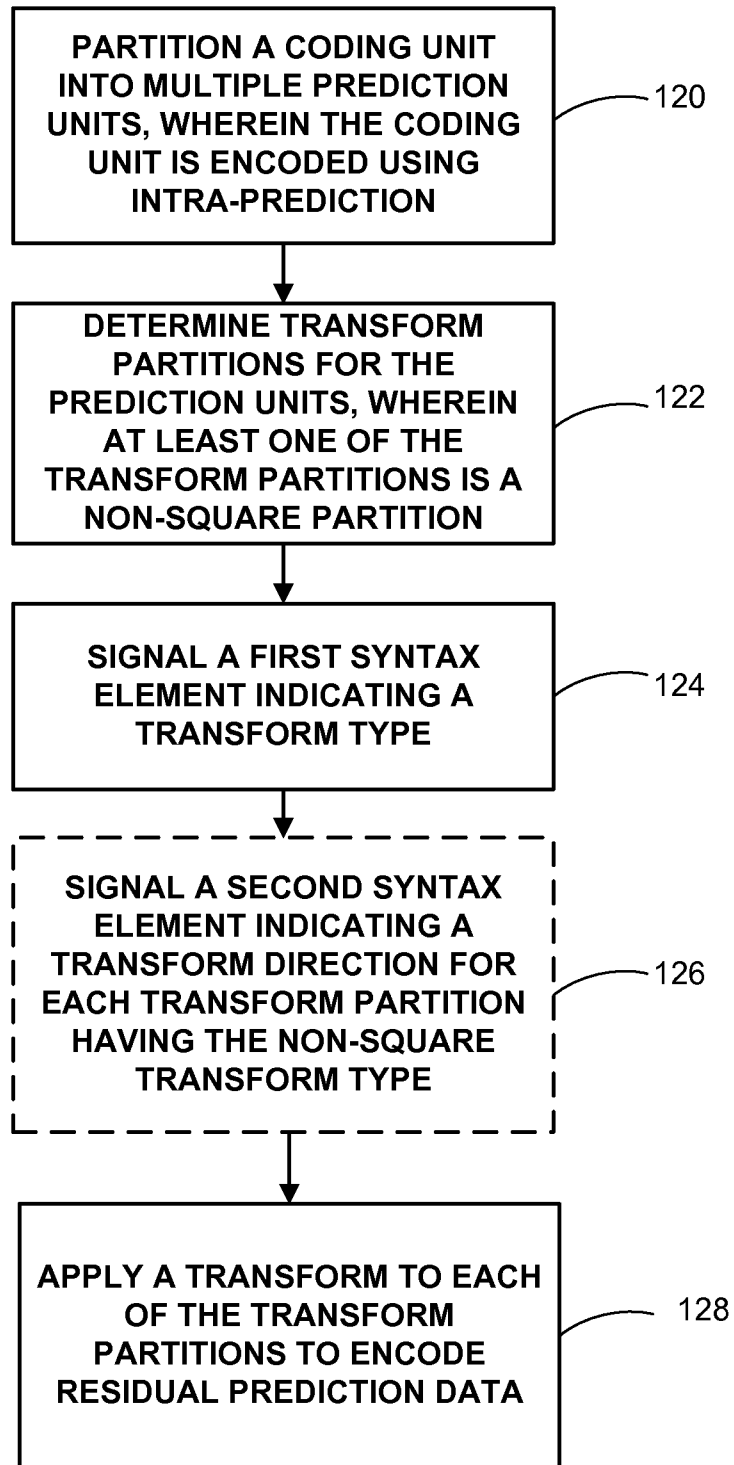 PARTITION A CODING UNIT
INTO MULTIPLE PREDICTION
UNITS, WHEREIN THE CODING
UNIT IS ENCODED USING
INTRA-PREDICTION
120
DETERMINE TRANSFORM
PARTITIONS FOR THE
PREDICTION UNITS, WHEREIN
AT LEAST ONE OF THE
TRANSFORM PARTITIONS IS A
NON-SQUARE PARTITION
122
SIGNAL A FIRST SYNTAX
ELEMENT INDICATING A
TRANSFORM TYPE
124
SIGNAL A SECOND SYNTAX
ELEMENT INDICATING A
TRANSFORM DIRECTION FOR
EACH TRANSFORM PARTITION
HAVING THE NON-SQUARE
TRANSFORM TYPE
126
APPLY A TRANSFORM TO EACH
OF THE TRANSFORM
PARTITIONS TO ENCODE
RESIDUAL PREDICTION DATA
128